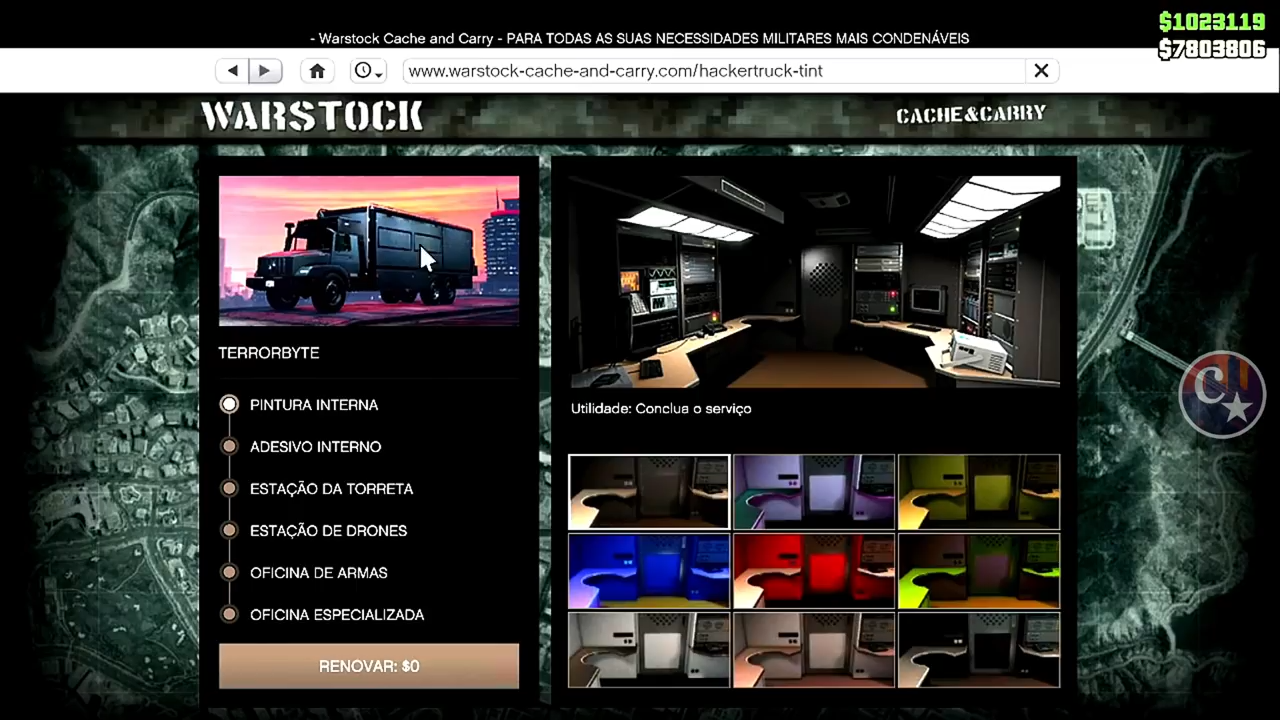 $1023119
- Warstock Cache and Carry - PARA TODAS AS SUAS NECESSIDADES MILITARES MAIS CONDENÁVEIS
$7803806
www.warstock-cache-and-carry.com/hackertruck-tint
WARSTOCK
CACHE&CARRY
TERRORBYTE
PINTURA INTERNA
ADESIVO INTERNO
ESTAÇÃO DA TORRETA
ESTAÇÃO DE DRONES
OFICINA DE ARMAS
OFICINA ESPECIALIZADA
RENOVAR: $0
Utilidade: Conclua o serviço